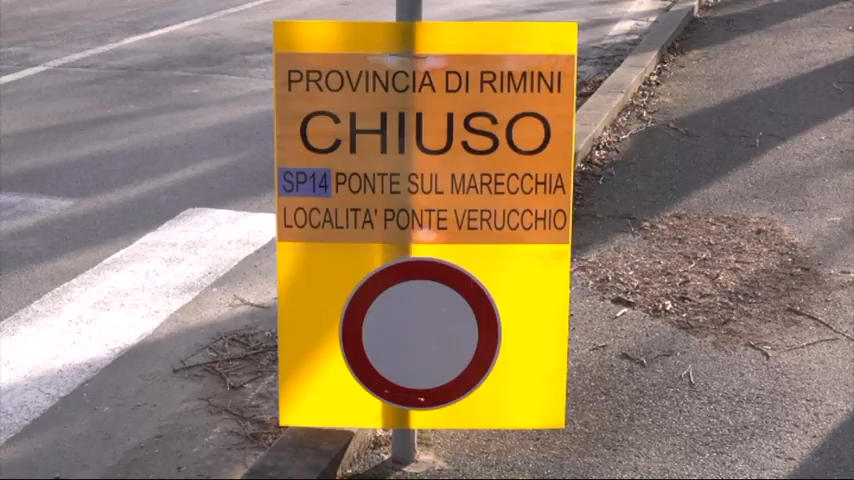 PROVINCIA DI RIMINI
CHIUSO
SP14 PONTE SUL MARECCHIA
LOCALITA' PONTE VERUCCHIO